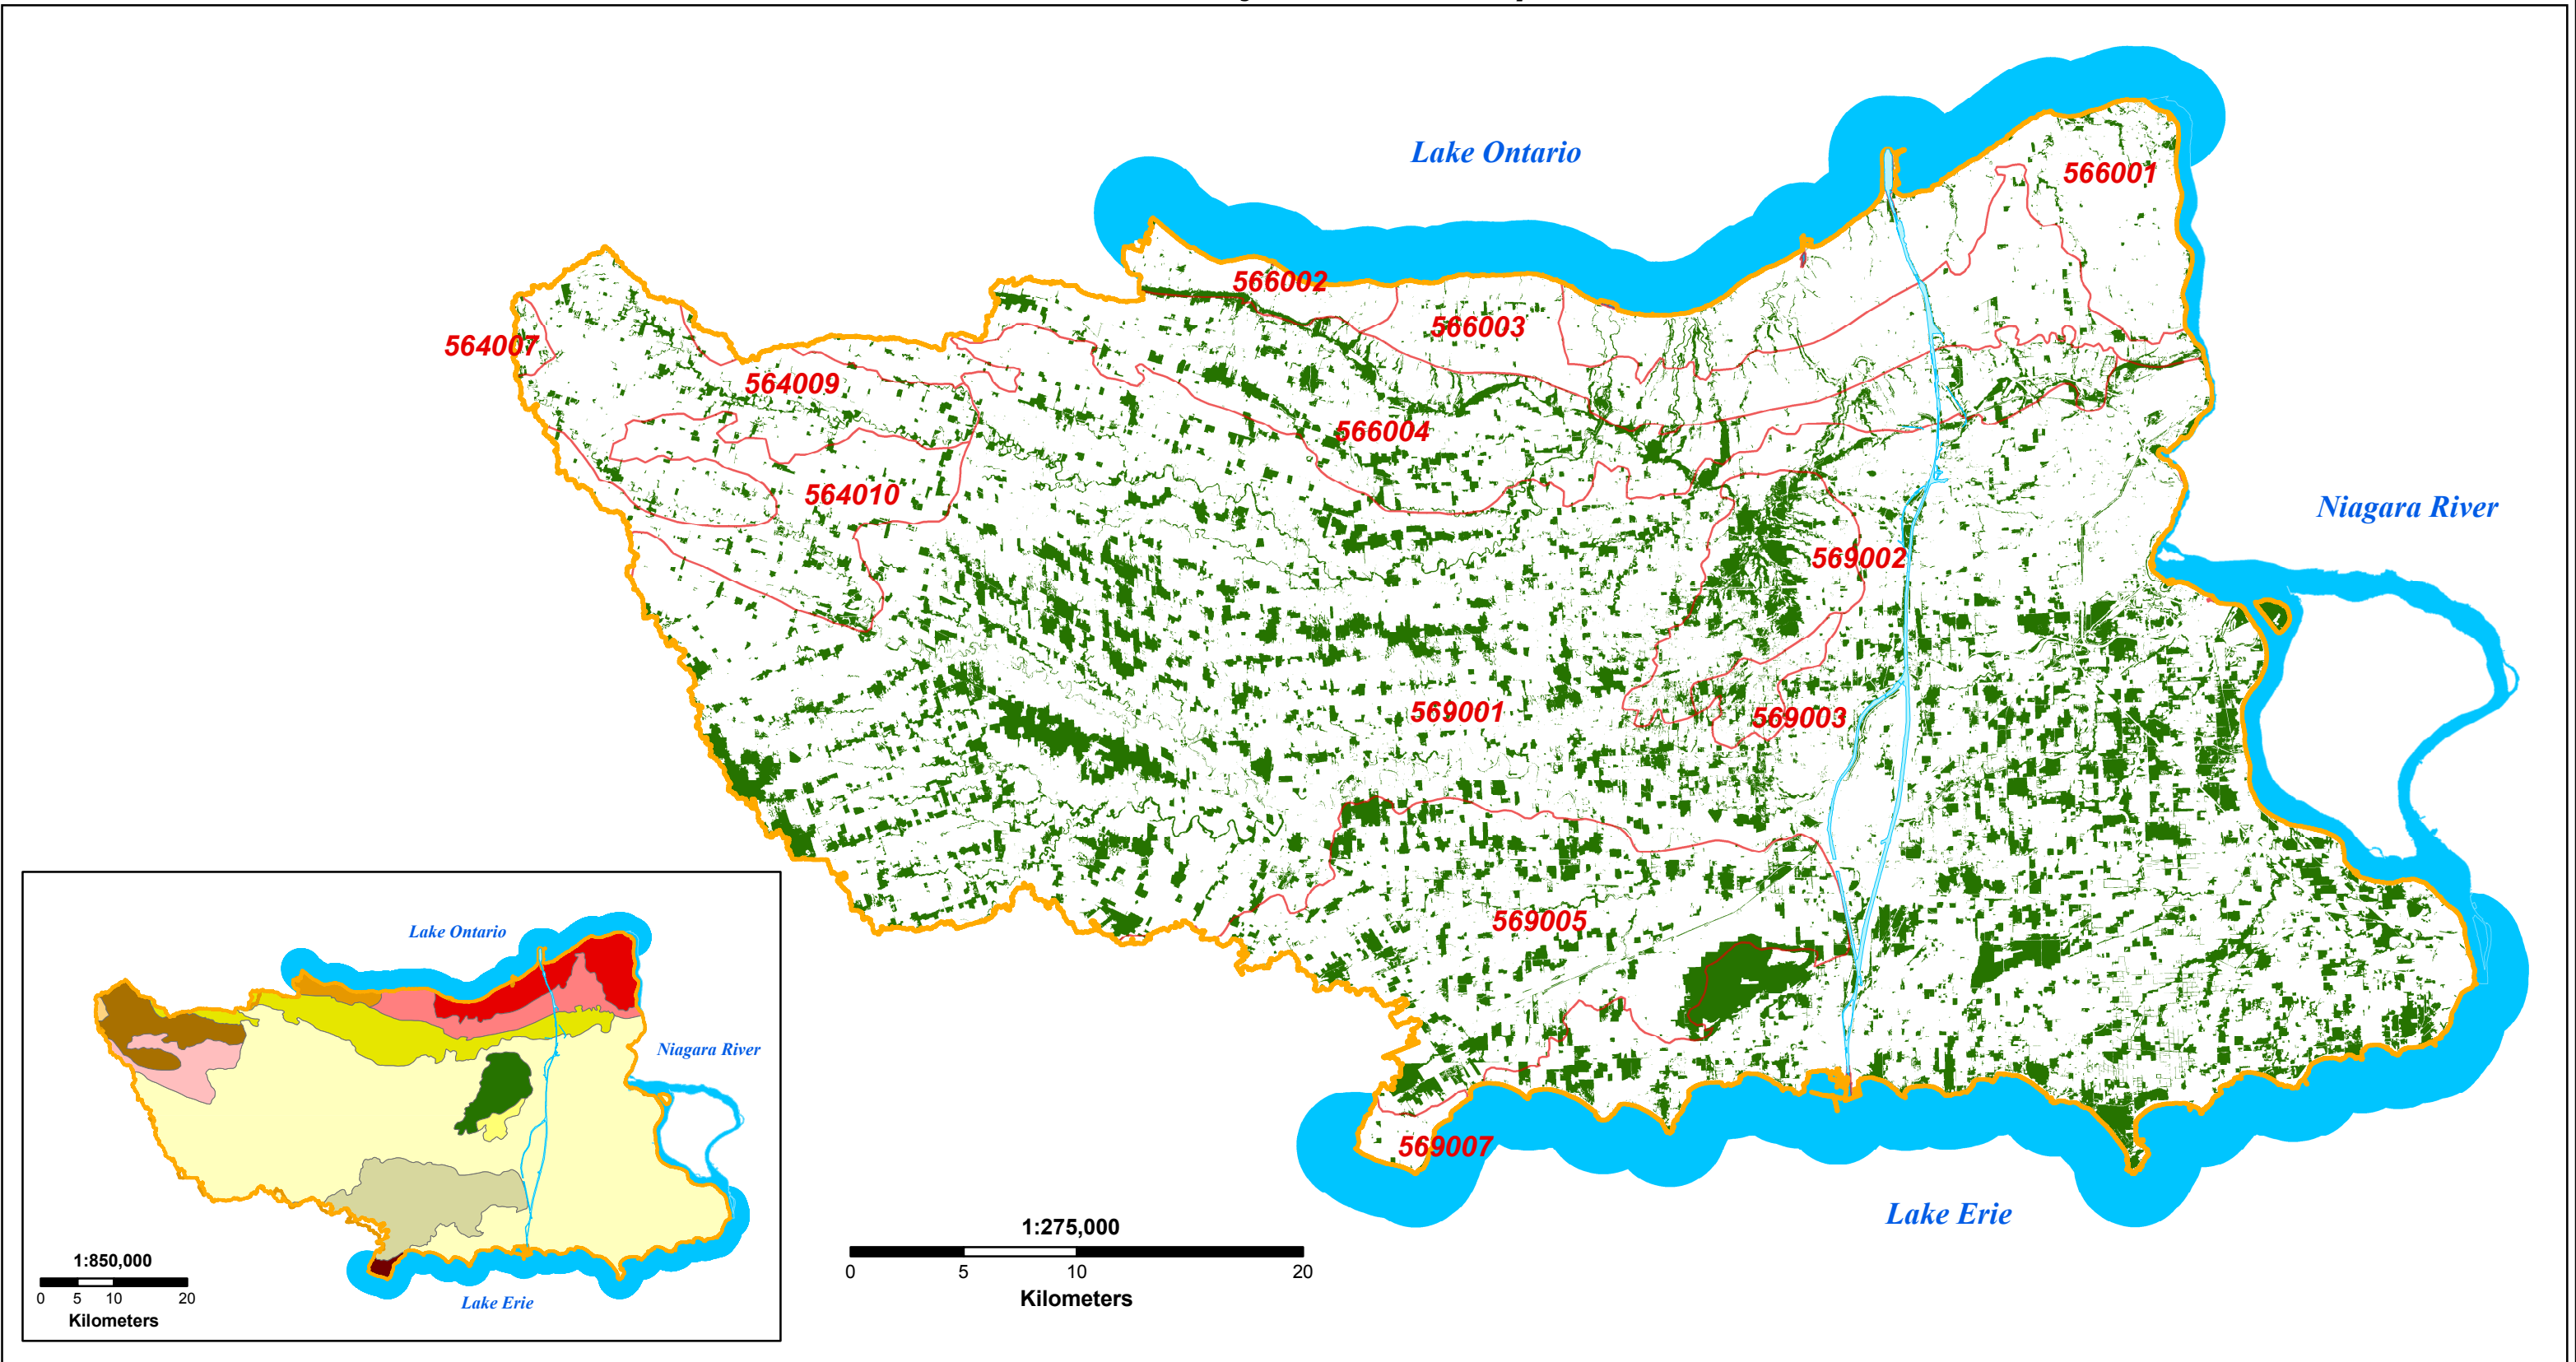 Lake Ontario
566001
566002
566003
564007
564009
566004
564010
Niagara River
569002
569001
569003
569005
569007
Lake Erie
1:275,000
0 5 10 20
Kilometers
Lake Ontario
Niagara River
1:850,000
0 5 10 20
Kilometers
Lake Erie